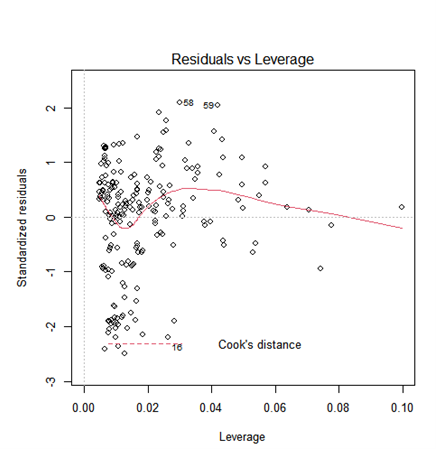 Residuals vs Leverage
Standardized residuals
2
1
0
-1
-2
-3
58
59
16
Cook's distance
0.00 0.02 0.04 0.06 0.08 0.10
Leverage